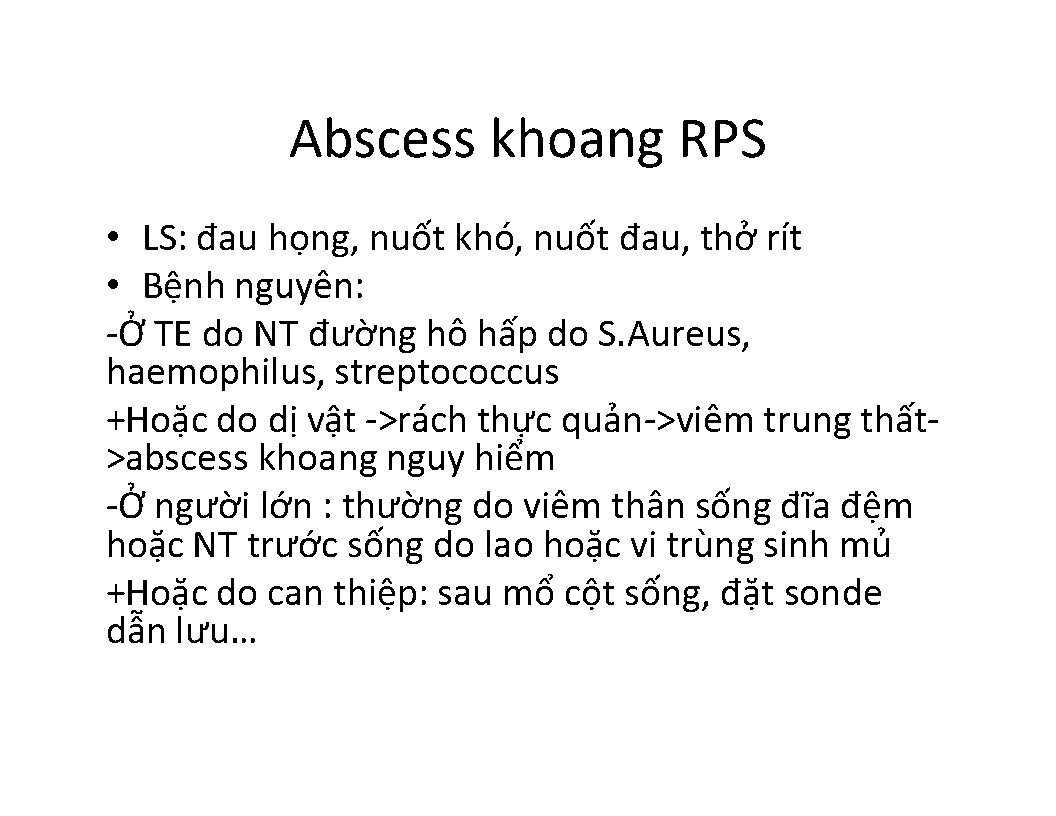 Abscess khoang RPS
• LS: đau họng, nuốt khó, nuốt đau, thở rít
• Bệnh nguyên:
-Ở TE do NT đường hô hấp do S.Aureus,
haemophilus, streptococcus
+Hoặc do dị vật ->rách thực quản->viêm trung thất-
>abscess khoang nguy hiểm
-Ở người lớn : thường do viêm thân sống đĩa đệm
hoặc NT trước sống do lao hoặc vi trùng sinh mủ
+Hoặc do can thiệp: sau mổ cột sống, đặt sonde
dẫn lưu…